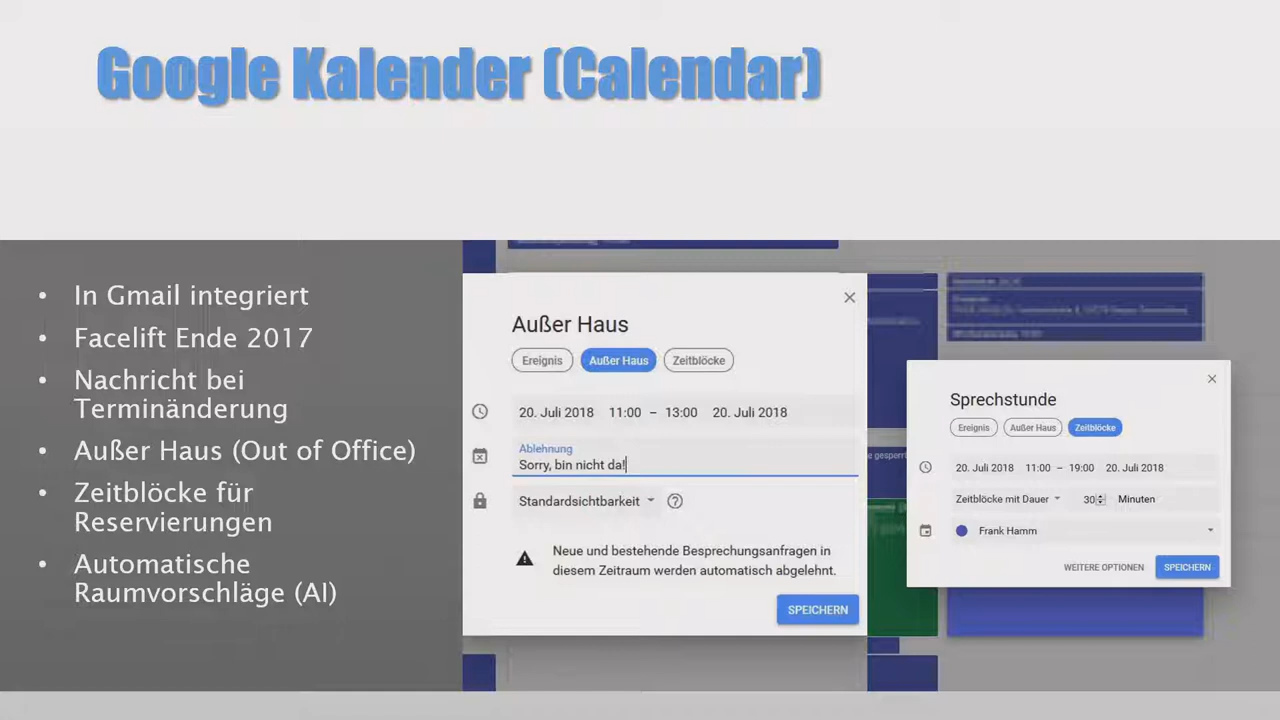 Google Kalender (Calendar)
• In Gmail integriert
• Facelift Ende 2017
• Nachricht bei
Terminänderung
• Außer Haus (Out of Office)
• Zeitblöcke für
Reservierungen
• Automatische
Raumvorschläge (AI)
Außer Haus
Ereignis Außer Haus Zeitblöcke
20. Juli 2018 11:00 – 13:00 20. Juli 2018
Ablehnung
Sorry, bin nicht da!
Standardsichtbarkeit
Neue und bestehende Besprechungsanfragen in
diesem Zeitraum werden automatisch abgelehnt.
SPEICHERN
Sprechstunde
Ereignis Außer Haus Zeitblöcke
20. Juli 2018 11:00 – 19:00 20. Juli 2018
Zeitblöcke mit Dauer 30 Minuten
Frank Hamm
WEITERE OPTIONEN SPEICHERN